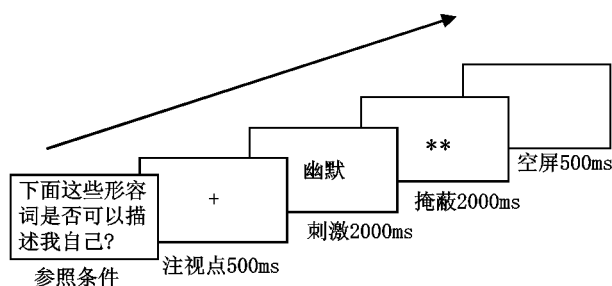 下面这些形容
词是否可以描
述我自己?
参照条件
+
注视点500ms
幽默
刺激2000ms
**
掩蔽2000ms
空屏500ms